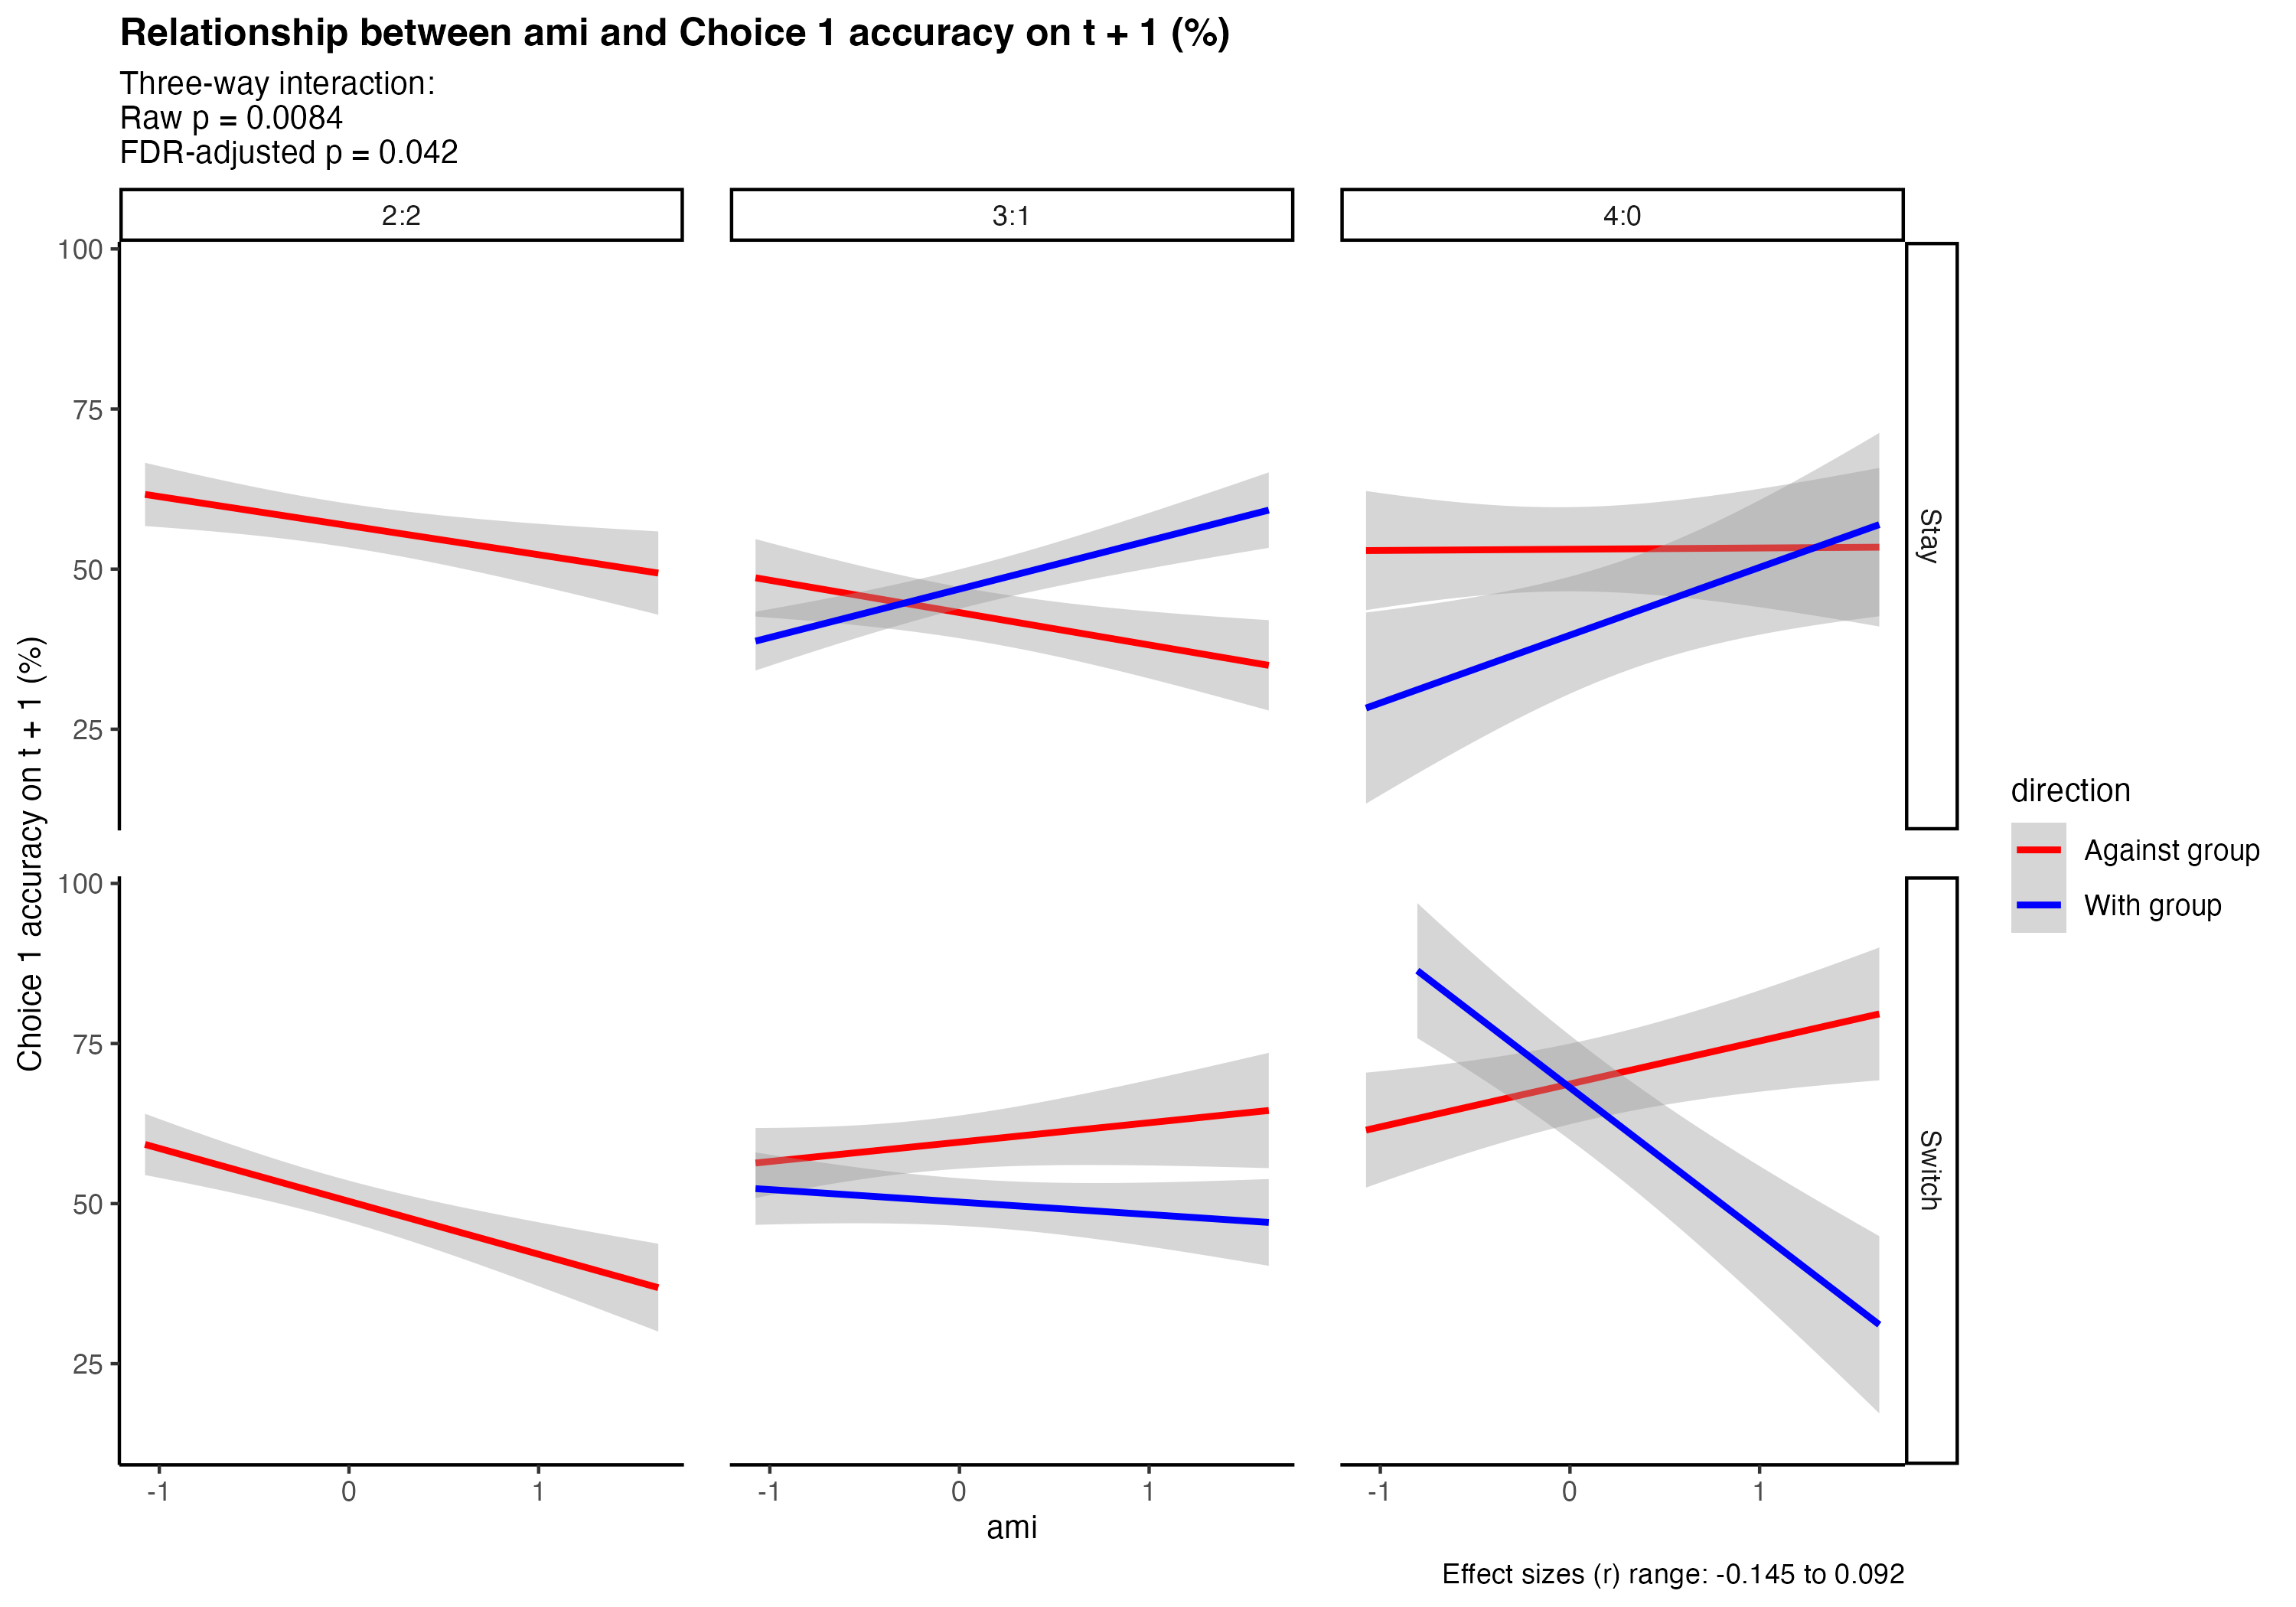 Relationship between ami and Choice 1 accuracy on t + 1 (%)
Three-way interaction:
Raw p = 0.0084
FDR-adjusted p = 0.042
2:2
3:1
4:0
100
75
50
25
Stay
Choice 1 accuracy on t + 1 (%)
direction
Against group
With group
100
75
50
25
Switch
-1 0 1
-1 0 1
-1 0 1
ami
Effect sizes (r) range: -0.145 to 0.092